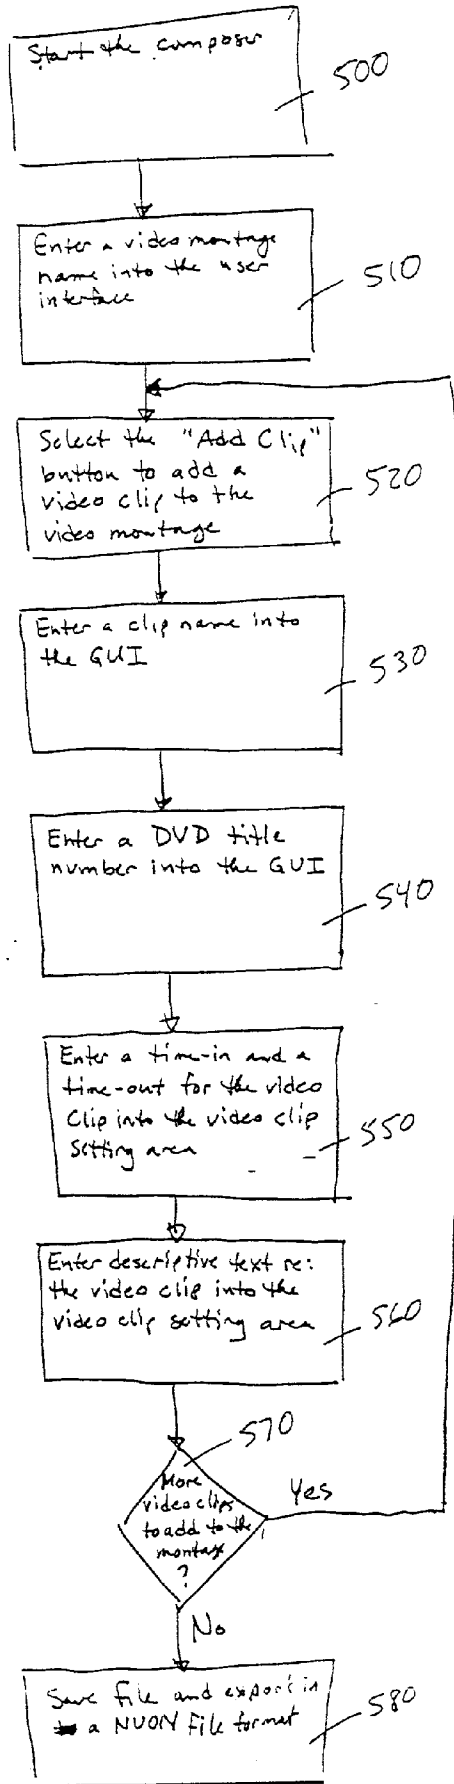 Start the composer
500
Enter a video montage
name into the user
interface
510
Select the "Add Clip"
button to add a
video clip to the
video montage
520
Enter a clip name into
the GUI
530
Enter a DVD title
number into the GUI
540
Enter a time-in and a
time-out for the video
Clip into the video clip
setting area
550
Enter descriptive text re:
the video clip into the
video clip setting area
560
570
More
video clips
to add to the
montage
?
Yes
No
Save file and export in
a NUON file format
580